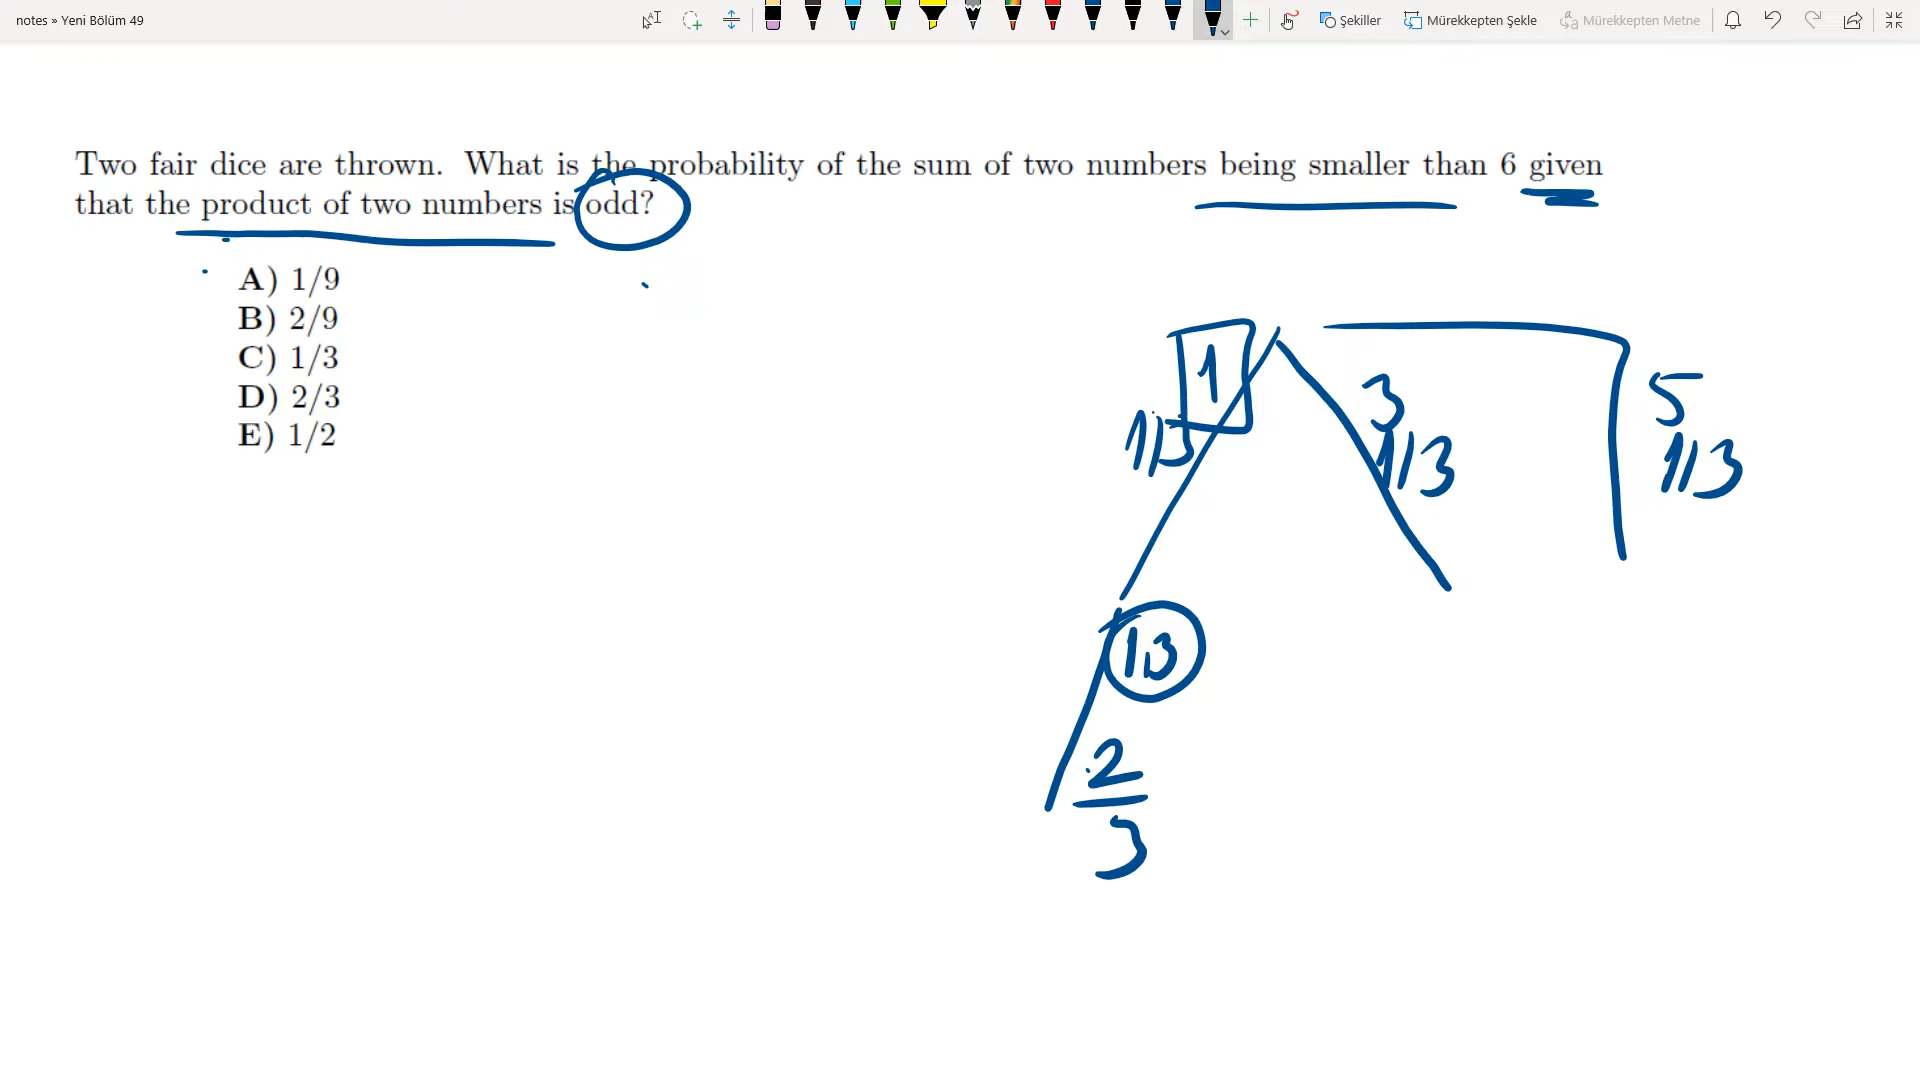 notes » Yeni Bölüm 49
Şekiller
Mürekkepten Şekle
Mürekkepten Metne
Two fair dice are thrown. What is the probability of the sum of two numbers being smaller than 6 given
that the product of two numbers is odd?
A) 1/9
B) 2/9
C) 1/3
D) 2/3
E) 1/2
1
3
5
1/3
1/3
1/3
1,3
2
3